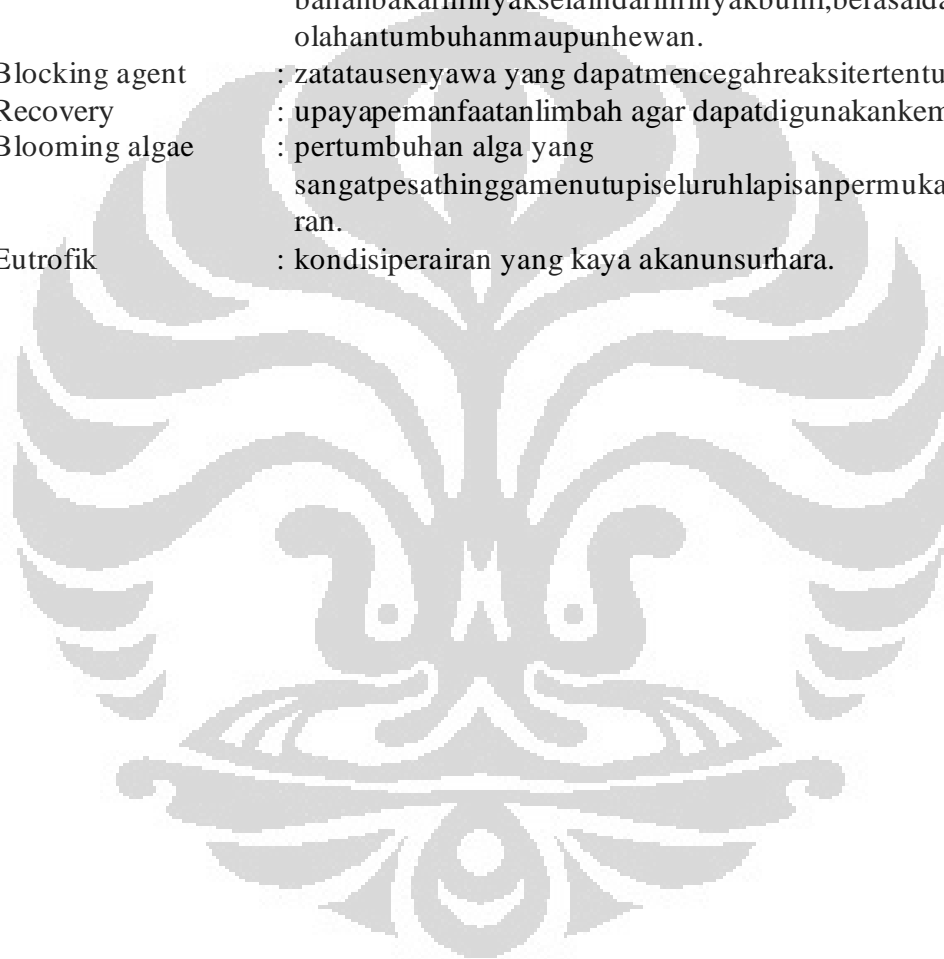 bahanbakarminyakselaindariminyakbumi,berasalda
olahantumbuhanmaupunhewan.
Blocking agent : zatatausenyawa yang dapatmencegahreaksitertentu
Recovery : upayapemanfaatanlimbah agar dapatdigunakankem
Blooming algae : pertumbuhan alga yang
sangatpesathinggamenutupiseluruhlapisanpermuka
ran.
Eutrofik : kondisiperairan yang kaya akanunsurhara.